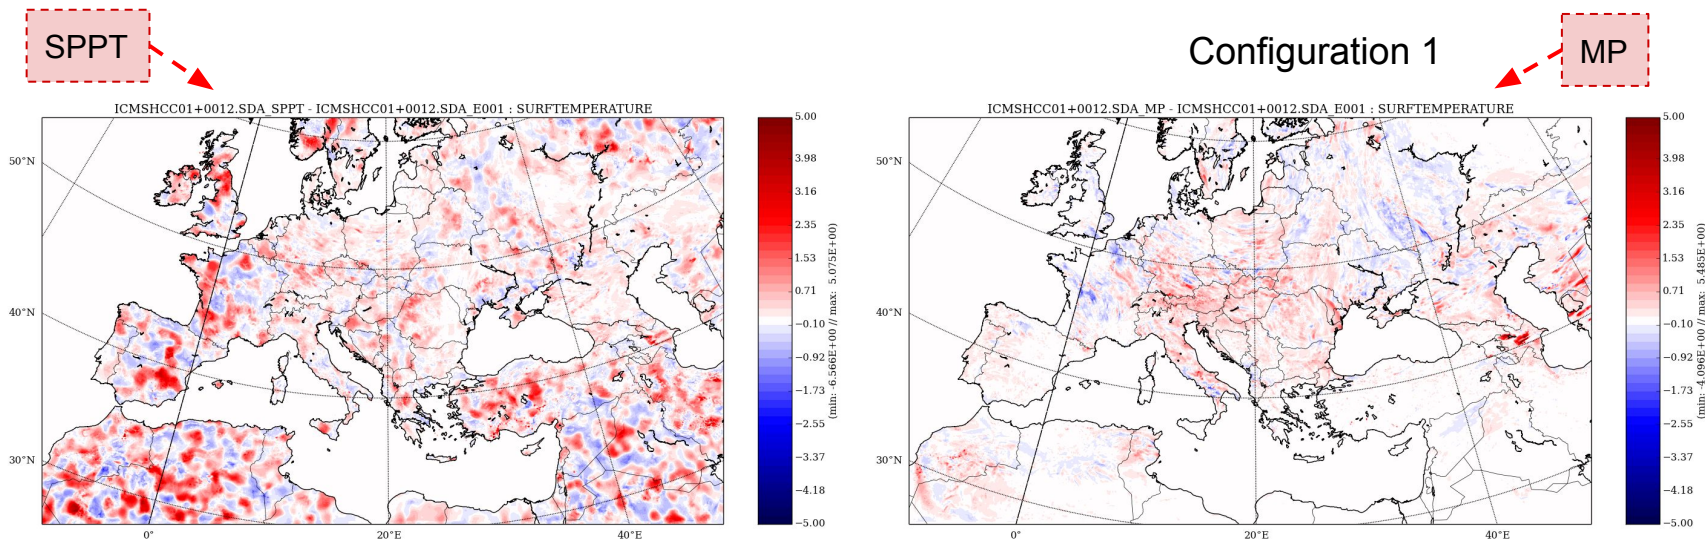 SPPT
Configuration 1
MP
ICMSHCC01+0012.SDA_SPPT - ICMSHCC01+0012.SDA_E001 : SURFTEMPERATURE
50°N
40°N
30°N
0°
20°E
40°E
5.00
3.98
3.16
2.35
1.53
0.71
−0.10
−0.92
−1.73
−2.55
−3.37
−4.18
−5.00
(min: -6.566E+00 // max: 5.075E+00)
ICMSHCC01+0012.SDA_MP - ICMSHCC01+0012.SDA_E001 : SURFTEMPERATURE
50°N
40°N
30°N
0°
20°E
40°E
5.00
3.98
3.16
2.35
1.53
0.71
−0.10
−0.92
−1.73
−2.55
−3.37
−4.18
−5.00
(min: -4.096E+00 // max: 5.485E+00)